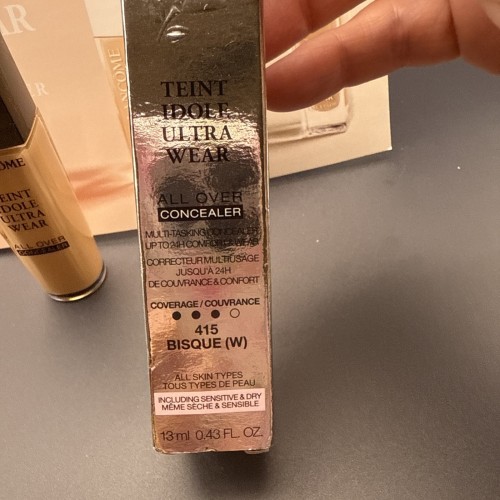 TEINT
IDOLE
ULTRA
WEAR
ALL OVER
CONCEALER
MULTI-TASKING CONCEALER
UP TO 24H COMFORT & WEAR
CORRECTEUR MULTIUSAGE
JUSQU'À 24H
DE COUVRANCE & CONFORT
COVERAGE / COUVRANCE
415
BISQUE (W)
ALL SKIN TYPES
TOUS TYPES DE PEAU
INCLUDING SENSITIVE & DRY
MÊME SÈCHE & SENSIBLE
13 ml 0.43 FL. OZ.
TEINT
IDOLE
ULTRA
WEAR
ALL OVER
CONCEALER